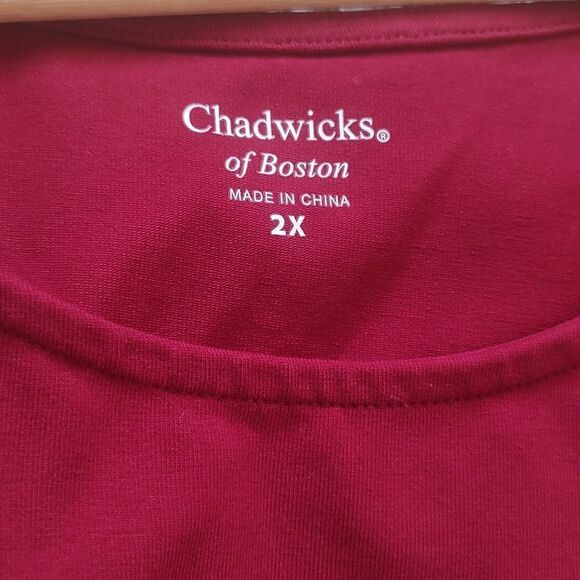 Chadwicks®
of Boston
MADE IN CHINA
2X